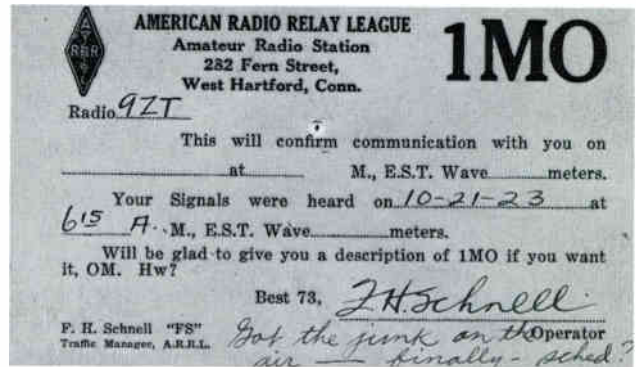 AMERICAN RADIO RELAY LEAGUE
Amateur Radio Station
282 Fern Street,
West Hartford, Conn.
1MO
A
R R
L
Radio 9ZT
This will confirm communication with you on
at M., E.S.T. Wave meters.
Your Signals were heard on 10-21-23 at
6 15 A. M., E.S.T. Wave meters.
Will be glad to give you a description of 1MO if you want
it, OM. Hw?
Best 73, F.H. Schnell
F. H. Schnell "FS" Operator
Traffic Manager, A.R.R.L.
Got the junk on the
air — finally - sched?